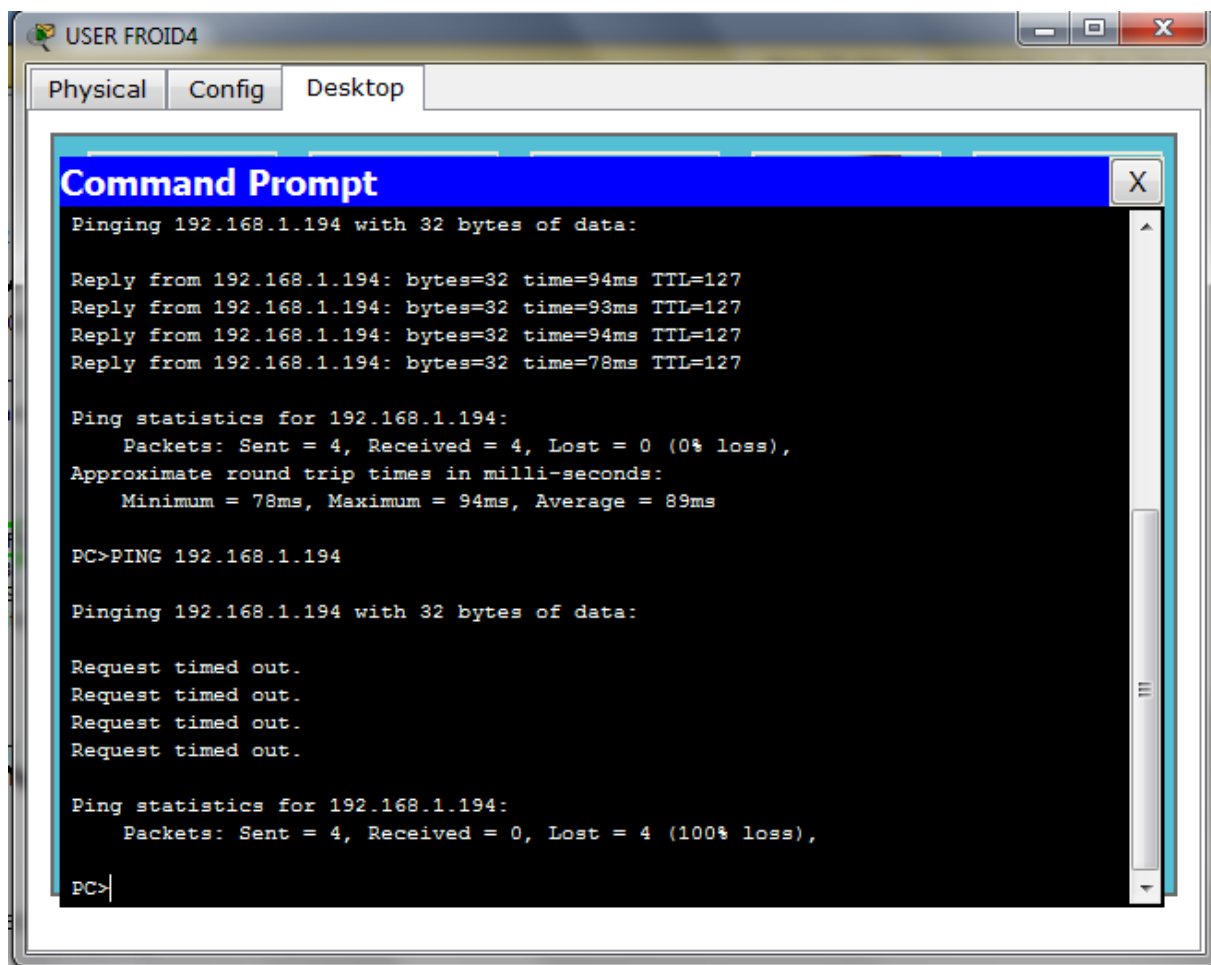 USER FROID4
Physical Config Desktop
Command Prompt X
Pinging 192.168.1.194 with 32 bytes of data:
Reply from 192.168.1.194: bytes=32 time=94ms TTL=127
Reply from 192.168.1.194: bytes=32 time=93ms TTL=127
Reply from 192.168.1.194: bytes=32 time=94ms TTL=127
Reply from 192.168.1.194: bytes=32 time=78ms TTL=127
Ping statistics for 192.168.1.194:
Packets: Sent = 4, Received = 4, Lost = 0 (0% loss),
Approximate round trip times in milli-seconds:
Minimum = 78ms, Maximum = 94ms, Average = 89ms
PC>PING 192.168.1.194
Pinging 192.168.1.194 with 32 bytes of data:
Request timed out.
Request timed out.
Request timed out.
Request timed out.
Ping statistics for 192.168.1.194:
Packets: Sent = 4, Received = 0, Lost = 4 (100% loss),
PC>